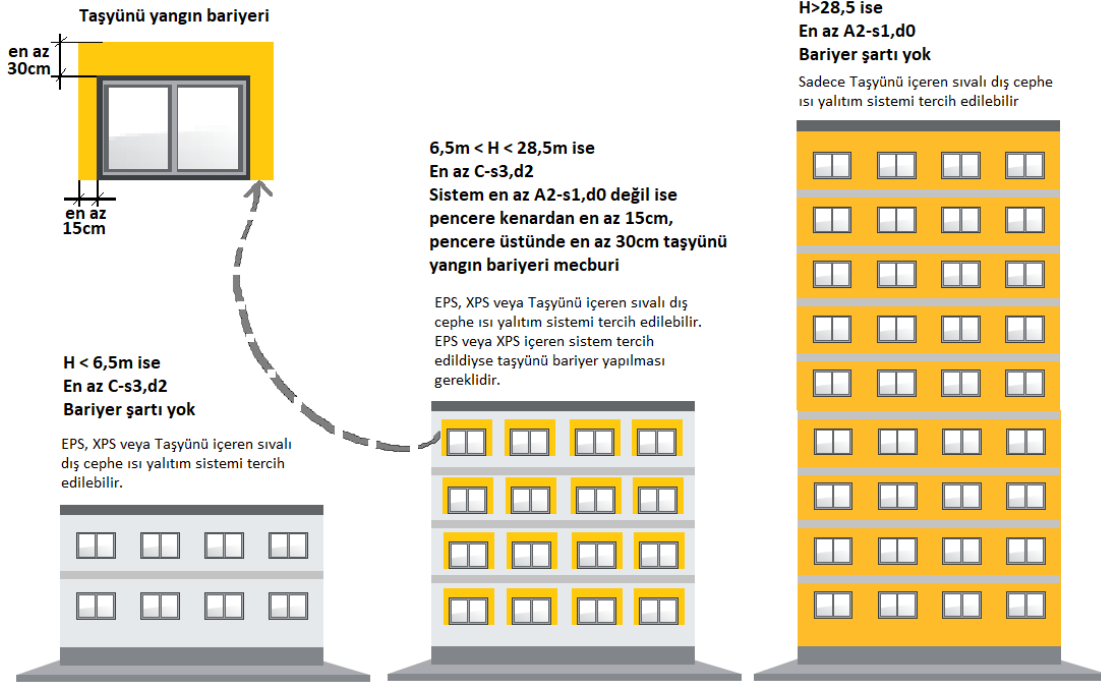 Taşyünü yangın bariyeri
en az
30cm
en az
15cm
H < 6,5m ise
En az C-s3,d2
Bariyer şartı yok
EPS, XPS veya Taşyünü içeren sıvalı
dış cephe ısı yalıtım sistemi tercih
edilebilir.
6,5m < H < 28,5m ise
En az C-s3,d2
Sistem en az A2-s1,d0 değil ise
pencere kenardan en az 15cm,
pencere üstünde en az 30cm taşyünü
yangın bariyeri mecburi
EPS, XPS veya Taşyünü içeren sıvalı dış
cephe ısı yalıtım sistemi tercih edilebilir.
EPS veya XPS içeren sistem tercih
edildiyse taşyünü bariyer yapılması
gereklidir.
H>28,5 ise
En az A2-s1,d0
Bariyer şartı yok
Sadece Taşyünü içeren sıvalı dış cephe
ısı yalıtım sistemi tercih edilebilir